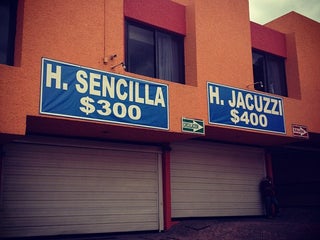 H. SENCILLA
$300
H. JACUZZI
$400